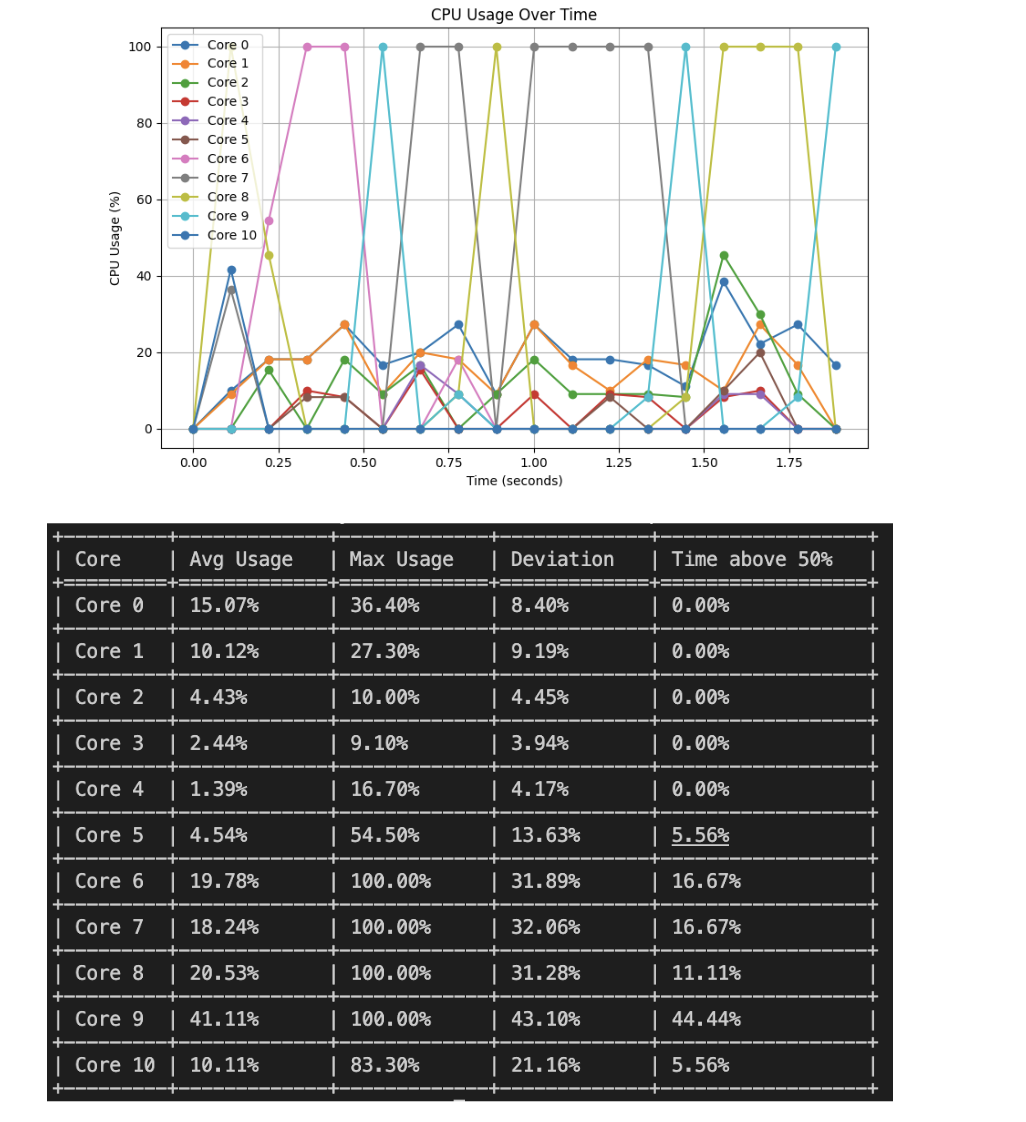 CPU Usage Over Time
100
80
60
40
20
0
CPU Usage (%)
Core 0
Core 1
Core 2
Core 3
Core 4
Core 5
Core 6
Core 7
Core 8
Core 9
Core 10
0.00 0.25 0.50 0.75 1.00 1.25 1.50 1.75
Time (seconds)
Core Avg Usage Max Usage Deviation Time above 50%
Core 0 15.07% 36.40% 8.40% 0.00%
Core 1 10.12% 27.30% 9.19% 0.00%
Core 2 4.43% 10.00% 4.45% 0.00%
Core 3 2.44% 9.10% 3.94% 0.00%
Core 4 1.39% 16.70% 4.17% 0.00%
Core 5 4.54% 54.50% 13.63% 5.56%
Core 6 19.78% 100.00% 31.89% 16.67%
Core 7 18.24% 100.00% 32.06% 16.67%
Core 8 20.53% 100.00% 31.28% 11.11%
Core 9 41.11% 100.00% 43.10% 44.44%
Core 10 10.11% 83.30% 21.16% 5.56%